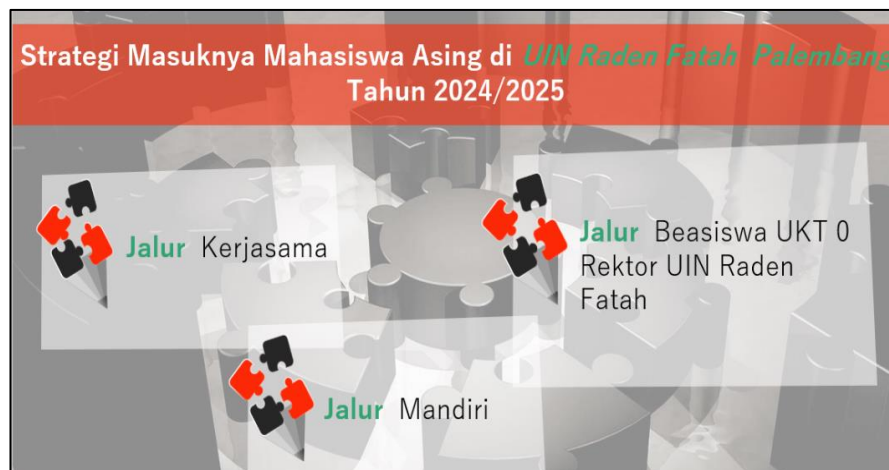 Strategi Masuknya Mahasiswa Asing di UIN Raden Fatah Palembang
Tahun 2024/2025
Jalur Kerjasama
Jalur Beasiswa UKT 0
Rektor UIN Raden
Fatah
Jalur Mandiri